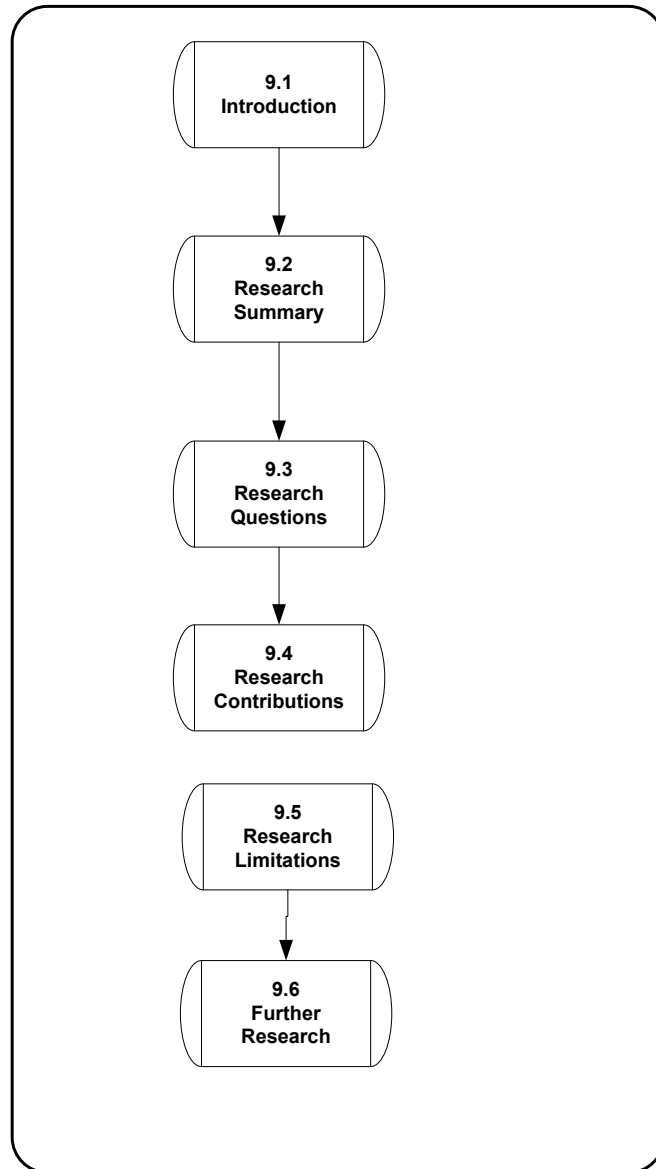 9.1
Introduction
9.2
Research
Summary
9.3
Research
Questions
9.4
Research
Contributions
9.5
Research
Limitations
9.6
Further
Research